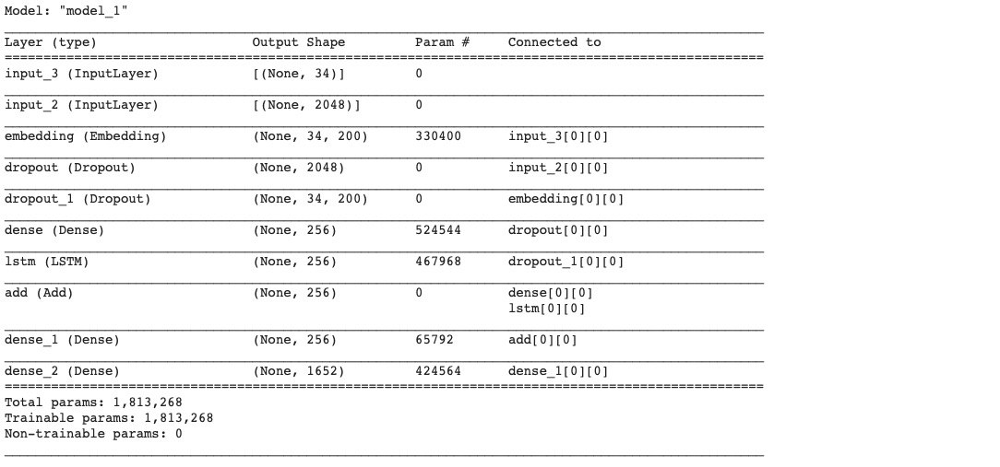 Model: "model_1"
Layer (type) Output Shape Param # Connected to
input_3 (InputLayer) [(None, 34)] 0
input_2 (InputLayer) [(None, 2048)] 0
embedding (Embedding) (None, 34, 200) 330400 input_3[0][0]
dropout (Dropout) (None, 2048) 0 input_2[0][0]
dropout_1 (Dropout) (None, 34, 200) 0 embedding[0][0]
dense (Dense) (None, 256) 524544 dropout[0][0]
lstm (LSTM) (None, 256) 467968 dropout_1[0][0]
add (Add) (None, 256) 0 dense[0][0]
lstm[0][0]
dense_1 (Dense) (None, 256) 65792 add[0][0]
dense_2 (Dense) (None, 1652) 424564 dense_1[0][0]
Total params: 1,813,268
Trainable params: 1,813,268
Non-trainable params: 0